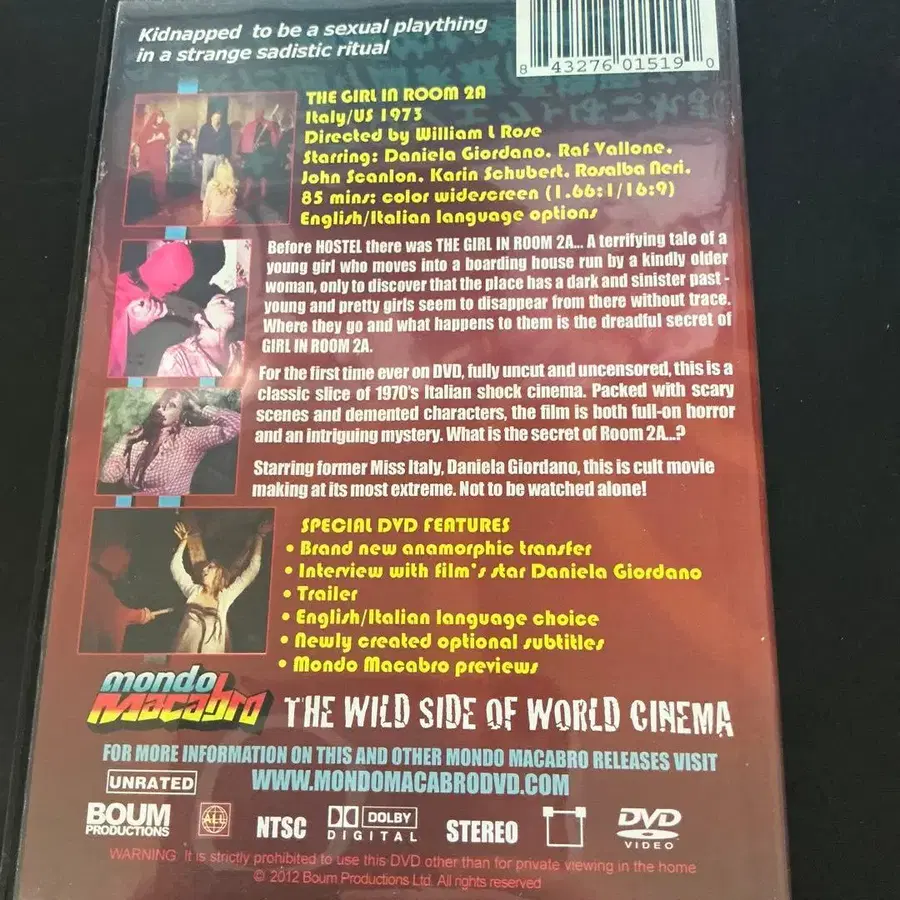 Kidnapped to be a sexual plaything
in a strange sadistic ritual
8 43276 01519 0
THE GIRL IN ROOM 2A
Italy/US 1973
Directed by William L Rose
Starring: Daniela Giordano, Raf Vallone,
John Scanlon, Karin Schubert, Rosalba Neri.
85 mins: color widescreen (1.66:1/16:9)
English/Italian language options
Before HOSTEL there was THE GIRL IN ROOM 2A... A terrifying tale of a
young girl who moves into a boarding house run by a kindly older
woman, only to discover that the place has a dark and sinister past -
young and pretty girls seem to disappear from there without trace.
Where they go and what happens to them is the dreadful secret of
GIRL IN ROOM 2A.
For the first time ever on DVD, fully uncut and uncensored, this is a
classic slice of 1970's Italian shock cinema. Packed with scary
scenes and demented characters, the film is both full-on horror
and an intriguing mystery. What is the secret of Room 2A...?
Starring former Miss Italy, Daniela Giordano, this is cult movie
making at its most extreme. Not to be watched alone!
SPECIAL DVD FEATURES
• Brand new anamorphic transfer
• Interview with film's star Daniela Giordano
• Trailer
• English/Italian language choice
• Newly created optional subtitles
• Mondo Macabro previews
mondo
Macabro
THE WILD SIDE OF WORLD CINEMA
FOR MORE INFORMATION ON THIS AND OTHER MONDO MACABRO RELEASES VISIT
UNRATED
WWW.MONDOMACABRODVD.COM
BOUM
PRODUCTIONS
ALL
NTSC
DOLBY
DIGITAL
STEREO
DVD
VIDEO
WARNING It is strictly prohibited to use this DVD other than for private viewing in the home
© 2012 Boum Productions Ltd. All rights reserved